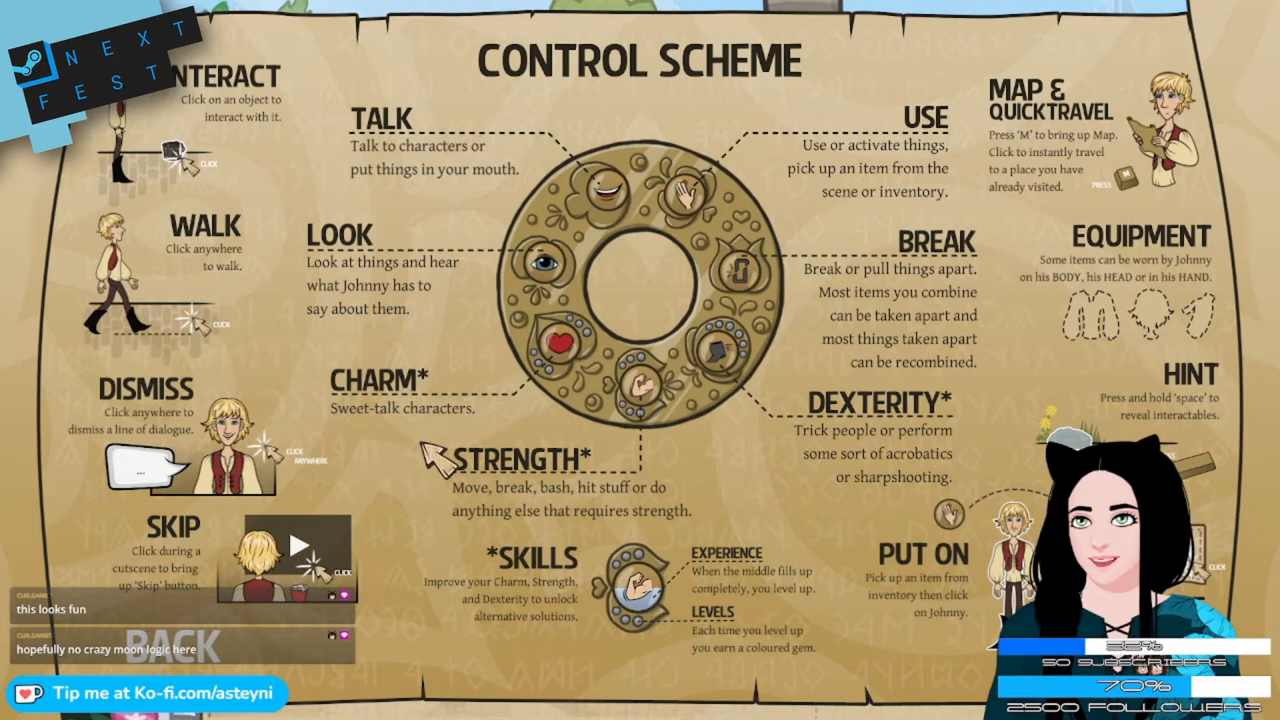 NEXT
FEST
CONTROL SCHEME
INTERACT
Click on an object to
interact with it.
CLICK
WALK
Click anywhere
to walk.
CLICK
DISMISS
Click anywhere to
dismiss a line of dialogue.
...
CLICK
ANYWHERE
SKIP
Click during a
cutscene to bring
up 'Skip' button.
CLICK
TALK
Talk to characters or
put things in your mouth.
LOOK
Look at things and hear
what Johnny has to
say about them.
CHARM*
Sweet-talk characters.
STRENGTH*
Move, break, bash, hit stuff or do
anything else that requires strength.
USE
Use or activate things,
pick up an item from the
scene or inventory.
BREAK
Break or pull things apart.
Most items you combine
can be taken apart and
most things taken apart
can be recombined.
DEXTERITY*
Trick people or perform
some sort of acrobatics
or sharpshooting.
*SKILLS
Improve your Charm, Strength,
and Dexterity to unlock
alternative solutions.
EXPERIENCE
When the middle fills up
completely, you level up.
LEVELS
Each time you level up
you earn a coloured gem.
MAP &
QUICKTRAVEL
Press 'M' to bring up Map.
Click to instantly travel
to a place you have
already visited.
PRESS
M
EQUIPMENT
Some items can be worn by Johnny
on his BODY, his HEAD or in his HAND.
HINT
Press and hold 'space' to
reveal interactables.
PUT ON
Pick up an item from
inventory then click
on Johnny.
CLICK
this looks fun
hopefully no crazy moon logic here
BACK
Tip me at Ko-fi.com/asteyni
50 SUBSCRIBERS
70%
2500 FOLLOWERS